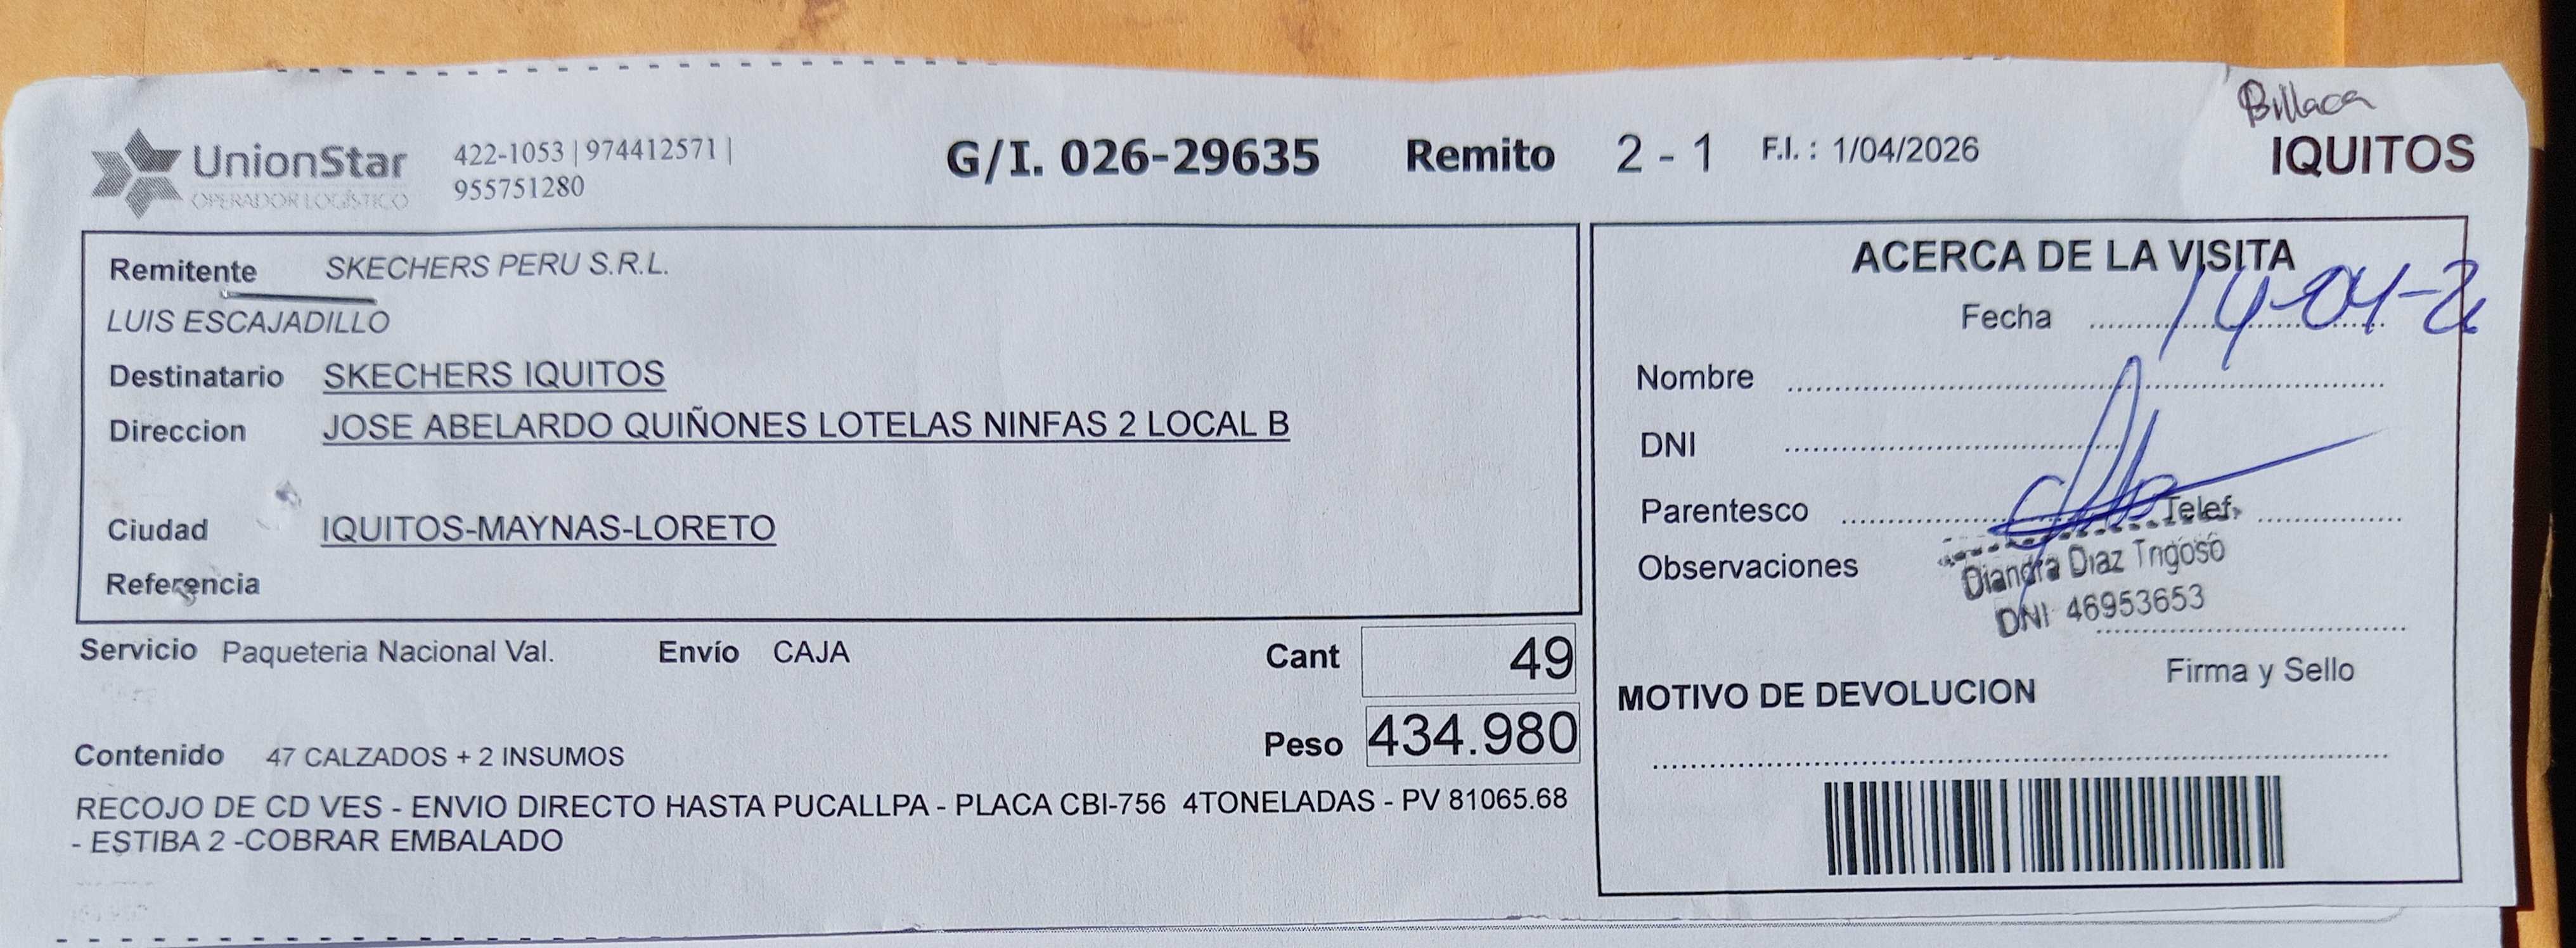 Billaca
UnionStar
OPERADOR LOGÍSTICO
422-1053 | 974412571 |
955751280
G/I. 026-29635 Remito 2 - 1 F.I. : 1/04/2026
IQUITOS
Remitente SKECHERS PERU S.R.L.
LUIS ESCAJADILLO
Destinatario SKECHERS IQUITOS
Direccion JOSE ABELARDO QUIÑONES LOTELAS NINFAS 2 LOCAL B
Ciudad IQUITOS-MAYNAS-LORETO
Referencia
Servicio Paqueteria Nacional Val. Envío CAJA Cant 49
Peso 434.980
Contenido 47 CALZADOS + 2 INSUMOS
RECOJO DE CD VES - ENVIO DIRECTO HASTA PUCALLPA - PLACA CBI-756 4TONELADAS - PV 81065.68
- ESTIBA 2 -COBRAR EMBALADO
ACERCA DE LA VISITA
Fecha 14-04-26
Nombre
DNI
Parentesco Telef.
Observaciones
Diandra Diaz Trigoso
DNI 46953653
Firma y Sello
MOTIVO DE DEVOLUCION